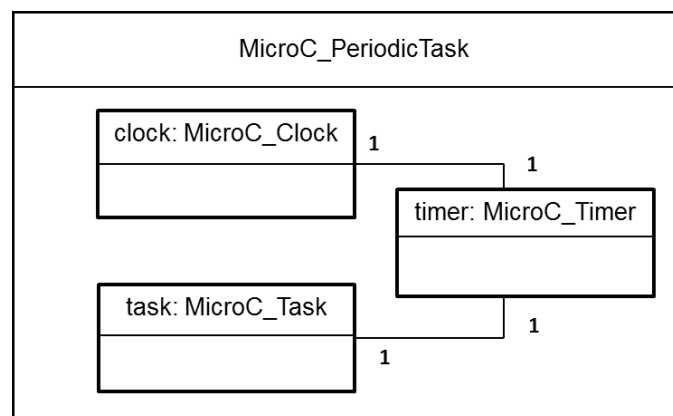 MicroC_PeriodicTask
clock: MicroC_Clock
1
1
timer: MicroC_Timer
task: MicroC_Task
1
1